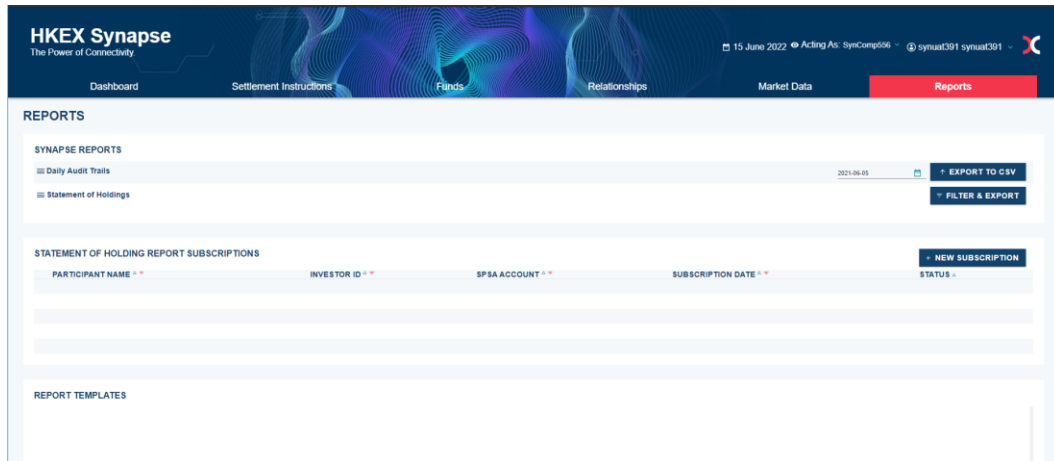 HKEX Synapse
The Power of Connectivity
15 June 2022 Acting As: SynComp556 synuat391 synuat391
Dashboard Settlement Instructions Funds Relationships Market Data Reports
REPORTS
SYNAPSE REPORTS
Daily Audit Trails 2021-06-05 EXPORT TO CSV
Statement of Holdings FILTER & EXPORT
STATEMENT OF HOLDING REPORT SUBSCRIPTIONS + NEW SUBSCRIPTION
PARTICIPANT NAME INVESTOR ID SPSA ACCOUNT SUBSCRIPTION DATE STATUS
REPORT TEMPLATES